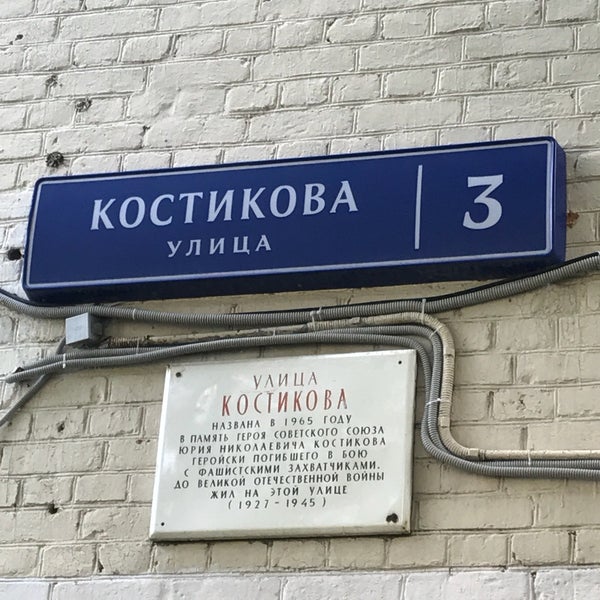 КОСТИКОВА
УЛИЦА
3
УЛИЦА
КОСТИКОВА
НАЗВАНА В 1965 ГОДУ
В ПАМЯТЬ ГЕРОЯ СОВЕТСКОГО СОЮЗА
ЮРИЯ НИКОЛАЕВИЧА КОСТИКОВА
ГЕРОЙСКИ ПОГИБШЕГО В БОЮ
С ФАШИСТСКИМИ ЗАХВАТЧИКАМИ.
ДО ВЕЛИКОЙ ОТЕЧЕСТВЕННОЙ ВОЙНЫ
ЖИЛ НА ЭТОЙ УЛИЦЕ
(1927-1945)